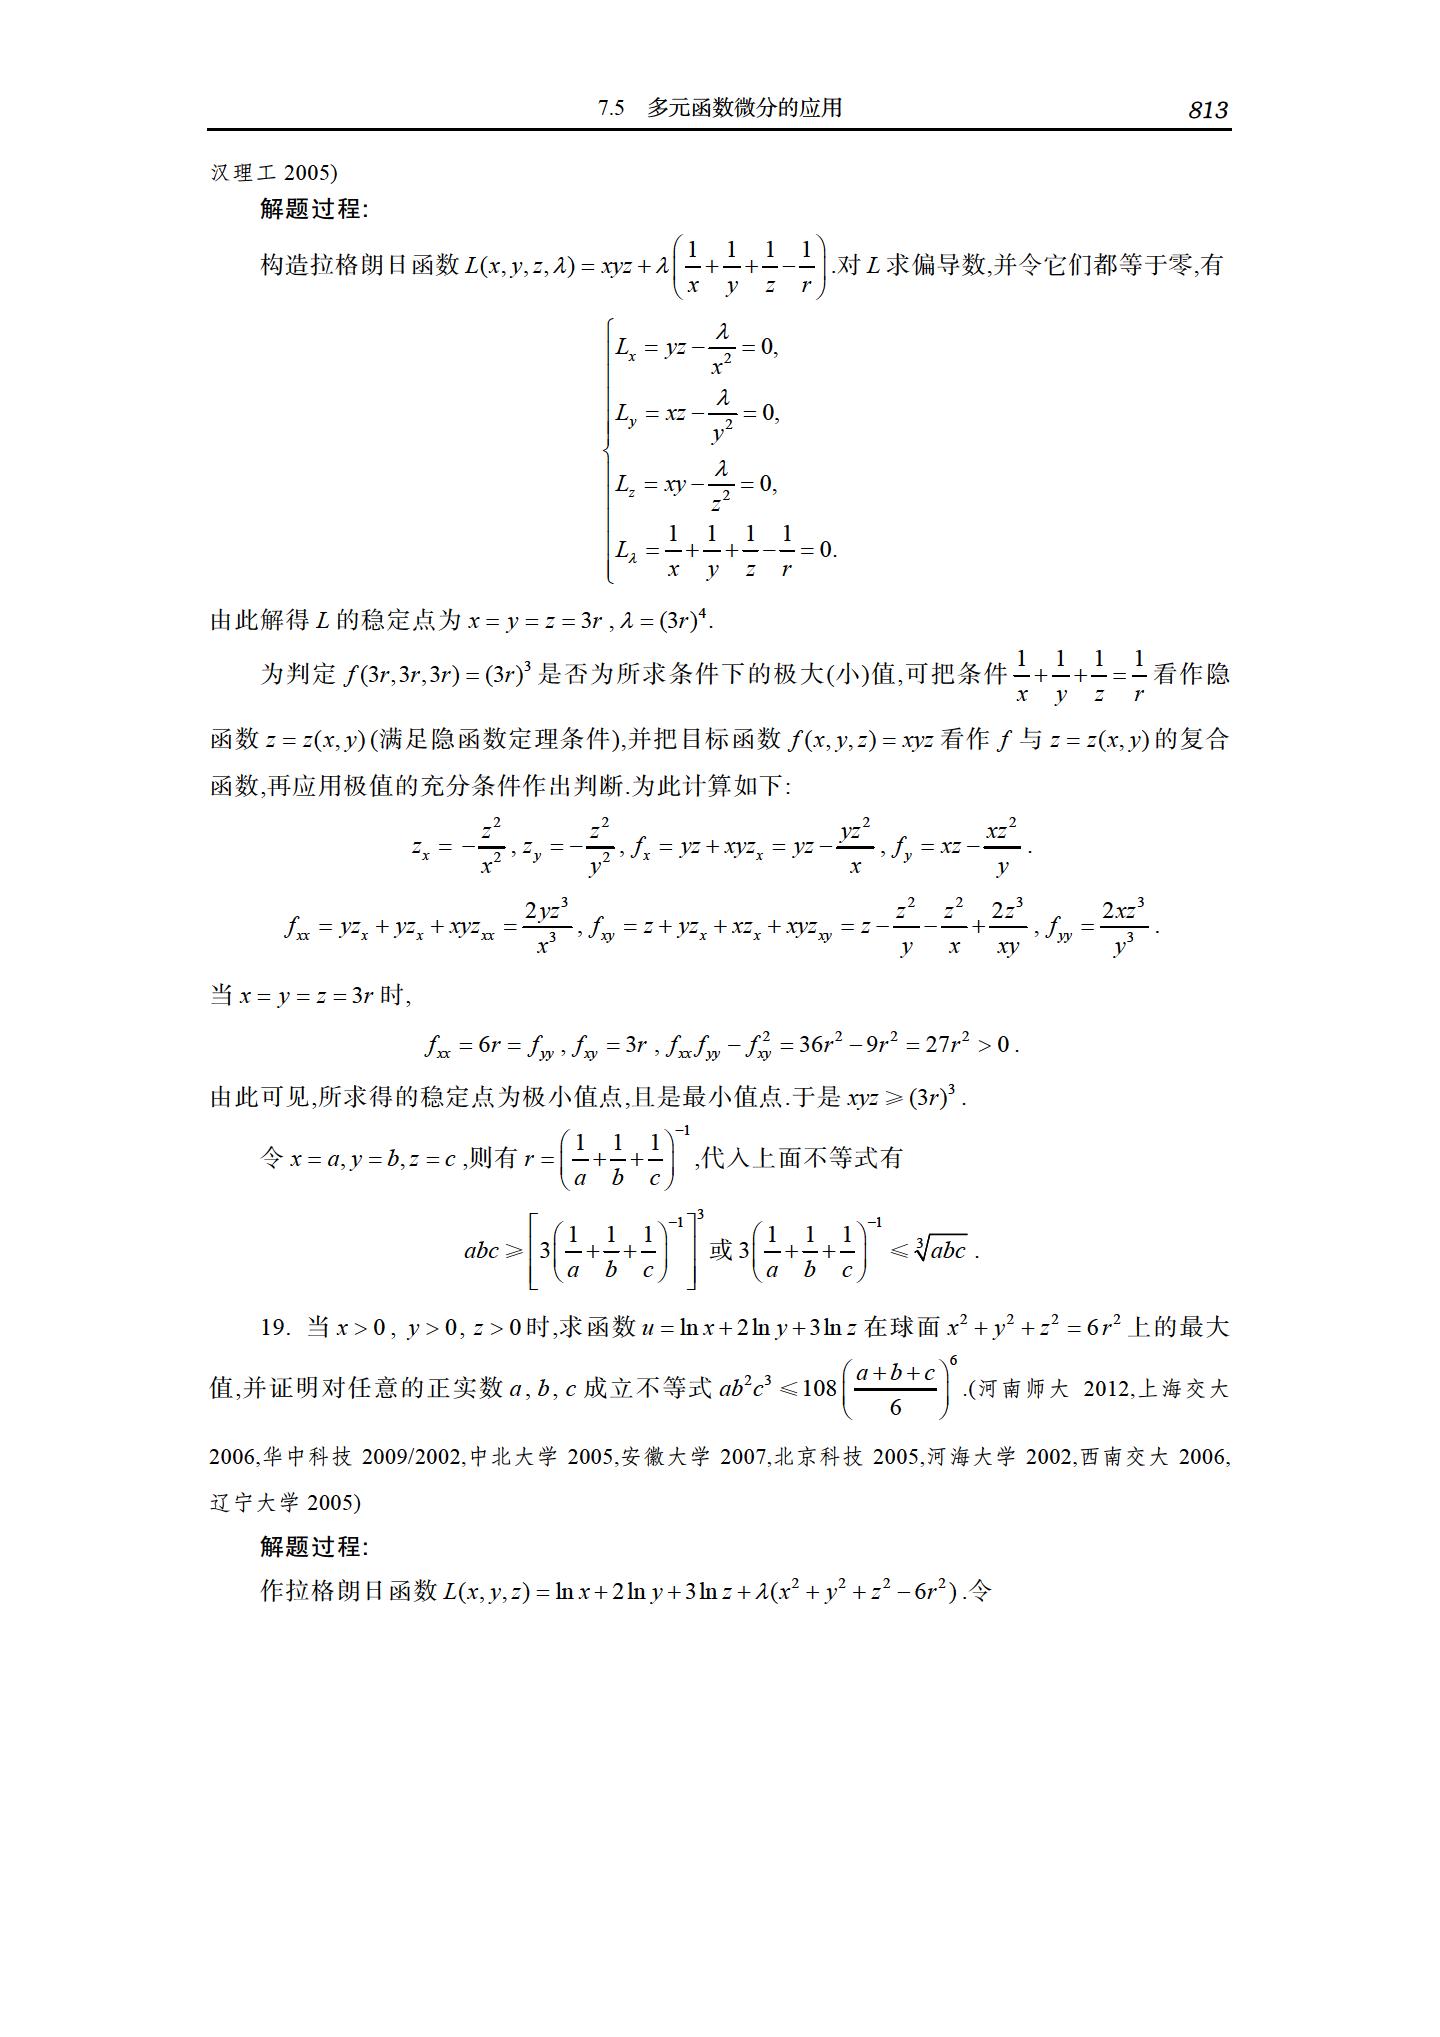 7.5 多元函数微分的应用 813
汉理工 2005)
解题过程:
构造拉格朗日函数 $L(x,y,z,\lambda)=xyz+\lambda\left(\frac{1}{x}+\frac{1}{y}+\frac{1}{z}-\frac{1}{r}\right)$.对 $L$ 求偏导数,并令它们都等于零,有
$L_x=yz-\frac{\lambda}{x^2}=0,$
$L_y=xz-\frac{\lambda}{y^2}=0,$
$L_z=xy-\frac{\lambda}{z^2}=0,$
$L_\lambda=\frac{1}{x}+\frac{1}{y}+\frac{1}{z}-\frac{1}{r}=0.$
由此解得 $L$ 的稳定点为 $x=y=z=3r$ , $\lambda=(3r)^4$.
为判定 $f(3r,3r,3r)=(3r)^3$ 是否为所求条件下的极大(小)值,可把条件 $\frac{1}{x}+\frac{1}{y}+\frac{1}{z}=\frac{1}{r}$ 看作隐
函数 $z=z(x,y)$ (满足隐函数定理条件),并把目标函数 $f(x,y,z)=xyz$ 看作 $f$ 与 $z=z(x,y)$ 的复合
函数,再应用极值的充分条件作出判断.为此计算如下:
$z_x=-\frac{z^2}{x^2}, z_y=-\frac{z^2}{y^2}, f_x=yz+xyz_x=yz-\frac{yz^2}{x}, f_y=xz-\frac{xz^2}{y}.$
$f_{xx}=yz_x+yz_x+xyz_{xx}=\frac{2yz^3}{x^3}, f_{xy}=z+yz_x+xz_x+xyz_{xy}=z-\frac{z^2}{y}-\frac{z^2}{x}+\frac{2z^3}{xy}, f_{yy}=\frac{2xz^3}{y^3}.$
当 $x=y=z=3r$ 时,
$f_{xx}=6r=f_{yy}, f_{xy}=3r, f_{xx}f_{yy}-f_{xy}^2=36r^2-9r^2=27r^2>0.$
由此可见,所求得的稳定点为极小值点,且是最小值点.于是 $xyz\geqslant(3r)^3$ .
令 $x=a,y=b,z=c$ ,则有 $r=\left(\frac{1}{a}+\frac{1}{b}+\frac{1}{c}\right)^{-1}$,代入上面不等式有
$abc\geqslant\left[3\left(\frac{1}{a}+\frac{1}{b}+\frac{1}{c}\right)^{-1}\right]^3$ 或 $3\left(\frac{1}{a}+\frac{1}{b}+\frac{1}{c}\right)^{-1}\leqslant\sqrt[3]{abc}$ .
19. 当 $x>0$, $y>0$, $z>0$ 时,求函数 $u=\ln x+2\ln y+3\ln z$ 在球面 $x^2+y^2+z^2=6r^2$ 上的最大
值,并证明对任意的正实数 $a,b,c$ 成立不等式 $ab^2c^3\leqslant108\left(\frac{a+b+c}{6}\right)^6$.(河南师大 2012,上海交大
2006,华中科技 2009/2002,中北大学 2005,安徽大学 2007,北京科技 2005,河海大学 2002,西南交大 2006,
辽宁大学 2005)
解题过程:
作拉格朗日函数 $L(x,y,z)=\ln x+2\ln y+3\ln z+\lambda(x^2+y^2+z^2-6r^2)$ .令